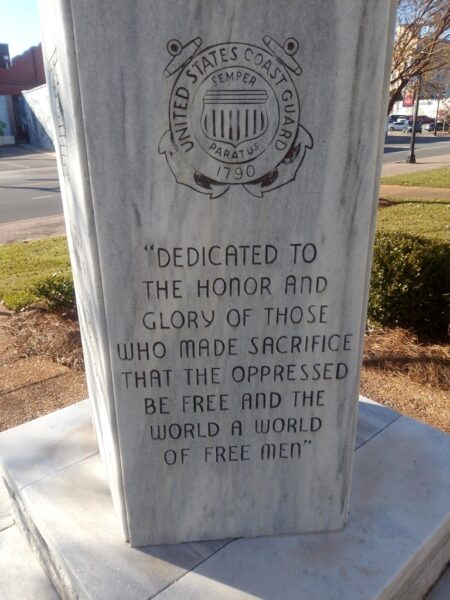 UNITED STATES COAST GUARD
SEMPER
PARATUS
1790
"DEDICATED TO
THE HONOR AND
GLORY OF THOSE
WHO MADE SACRIFICE
THAT THE OPPRESSED
BE FREE AND THE
WORLD A WORLD
OF FREE MEN"